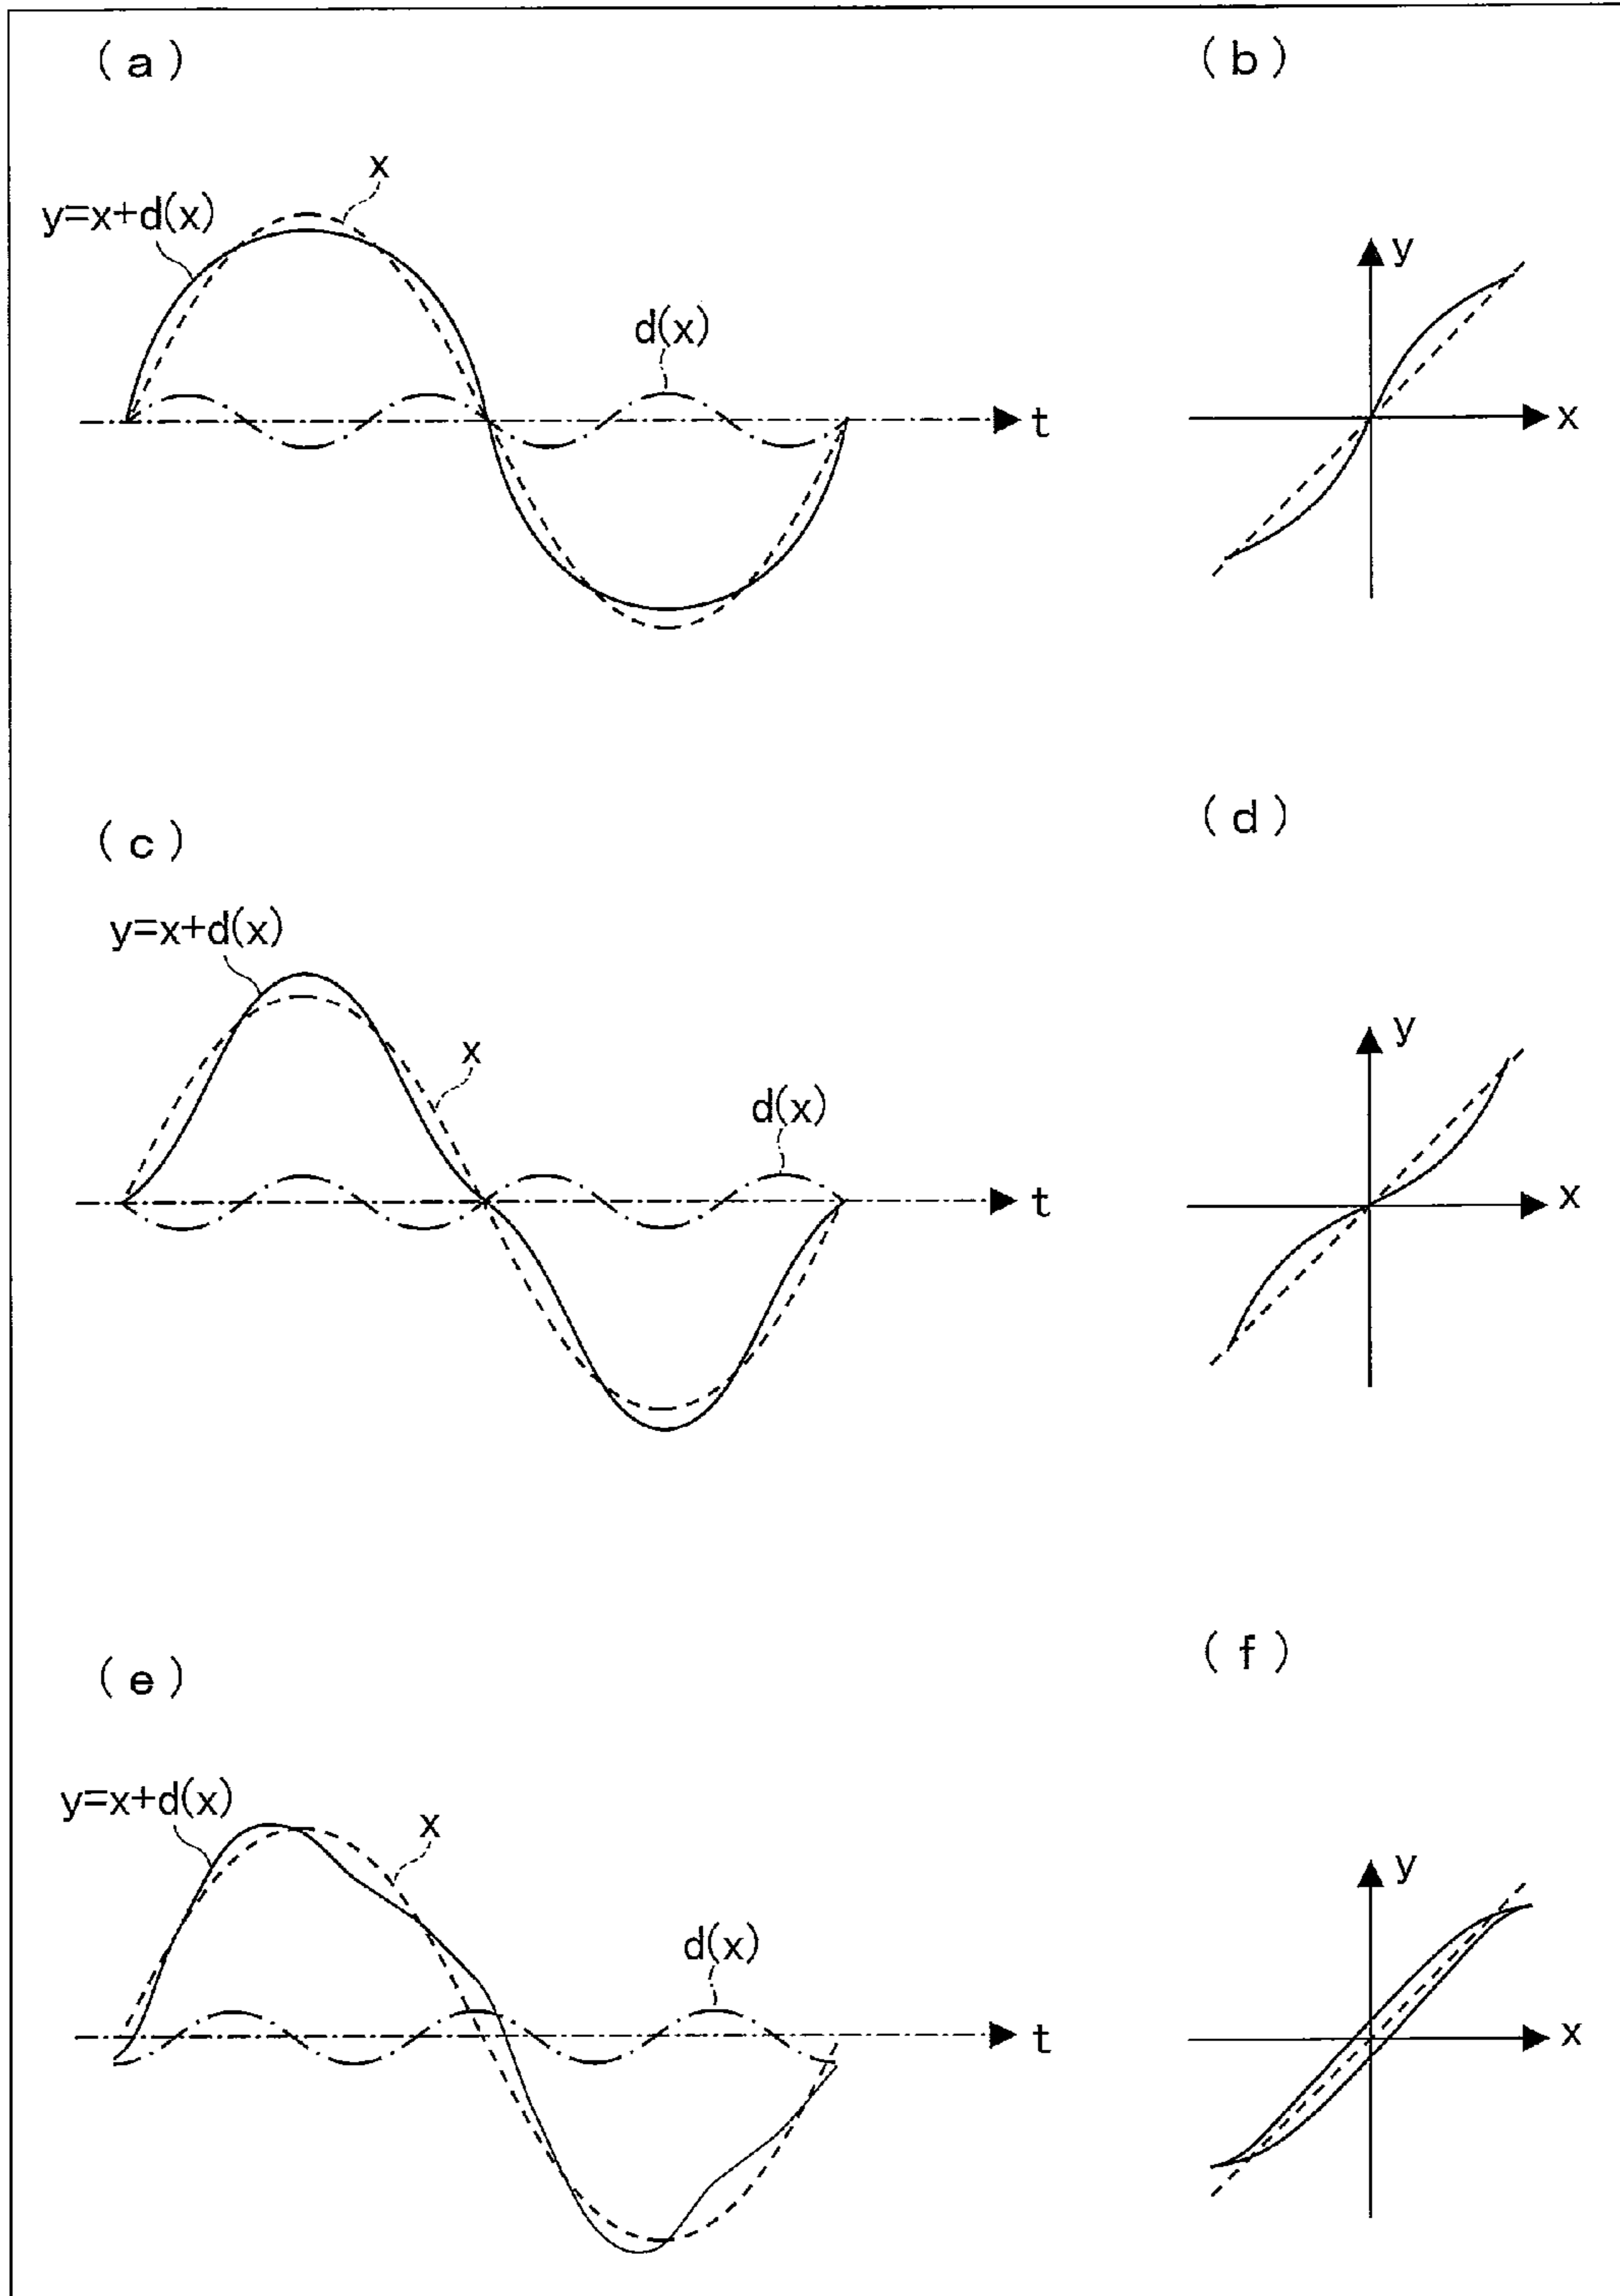 (a)
(b)
x
y=x+d(x)
y
d(x)
t
x
(c)
(d)
y=x+d(x)
y
x
d(x)
t
x
(e)
(f)
y=x+d(x)
x
y
d(x)
t
x